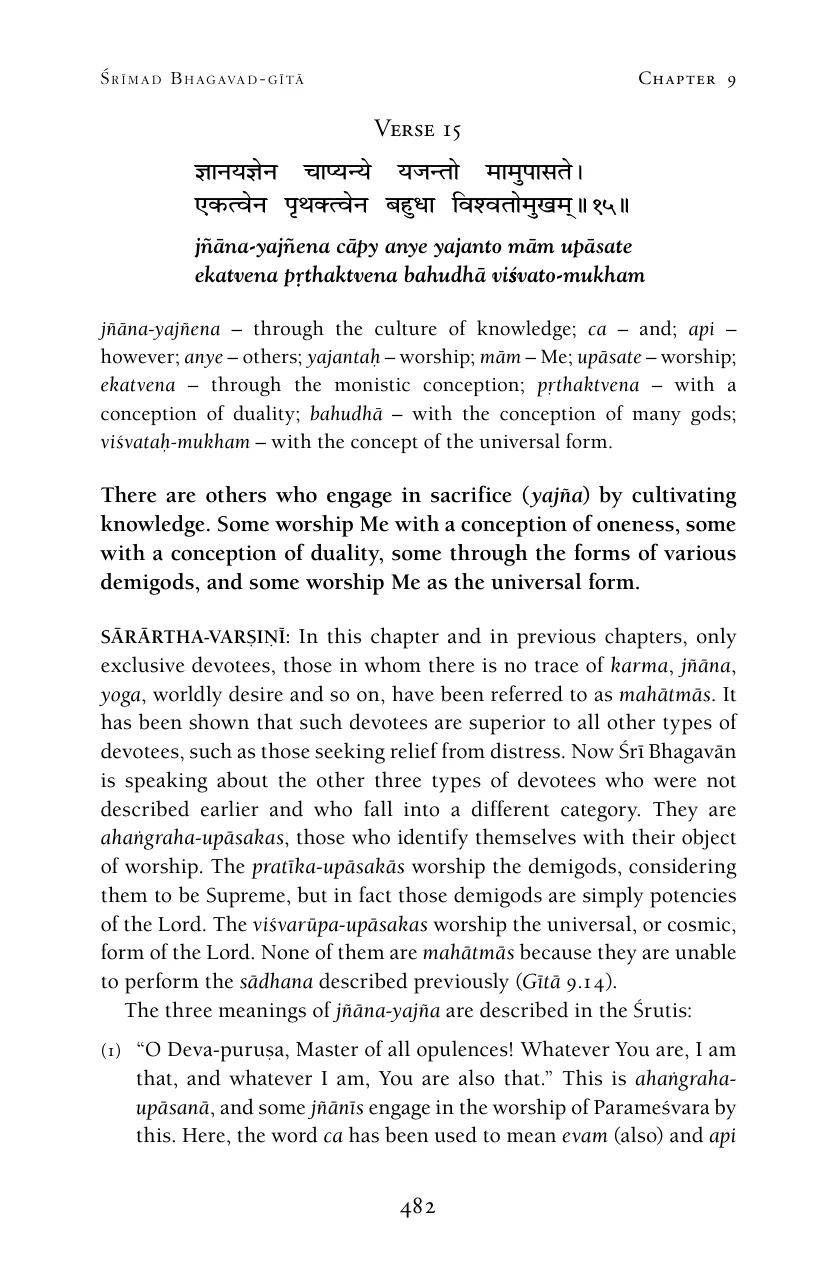 Śrīmad Bhagavad-gītā Chapter 9
Verse 15
ज्ञानयज्ञेन चाप्यन्ये यजन्तो मामुपासते।
एकत्वेन पृथक्त्वेन बहुधा विश्वतोमुखम्॥१५॥
jñāna-yajñena cāpy anye yajanto mām upāsate
ekatvena pṛthaktvena bahudhā viśvato-mukham
jñāna-yajñena – through the culture of knowledge; ca – and; api –
however; anye – others; yajantaḥ – worship; mām – Me; upāsate – worship;
ekatvena – through the monistic conception; pṛthaktvena – with a
conception of duality; bahudhā – with the conception of many gods;
viśvataḥ-mukham – with the concept of the universal form.
There are others who engage in sacrifice (yajña) by cultivating
knowledge. Some worship Me with a conception of oneness, some
with a conception of duality, some through the forms of various
demigods, and some worship Me as the universal form.
SĀRĀRTHA-VARṢIṆĪ: In this chapter and in previous chapters, only
exclusive devotees, those in whom there is no trace of karma, jñāna,
yoga, worldly desire and so on, have been referred to as mahātmās. It
has been shown that such devotees are superior to all other types of
devotees, such as those seeking relief from distress. Now Śrī Bhagavān
is speaking about the other three types of devotees who were not
described earlier and who fall into a different category. They are
ahaṅgraha-upāsakas, those who identify themselves with their object
of worship. The pratīka-upāsakās worship the demigods, considering
them to be Supreme, but in fact those demigods are simply potencies
of the Lord. The viśvarūpa-upāsakas worship the universal, or cosmic,
form of the Lord. None of them are mahātmās because they are unable
to perform the sādhana described previously (Gītā 9.14).
The three meanings of jñāna-yajña are described in the Śrutis:
(1) “O Deva-puruṣa, Master of all opulences! Whatever You are, I am
that, and whatever I am, You are also that.” This is ahaṅgraha-
upāsanā, and some jñānīs engage in the worship of Parameśvara by
this. Here, the word ca has been used to mean evam (also) and api
482